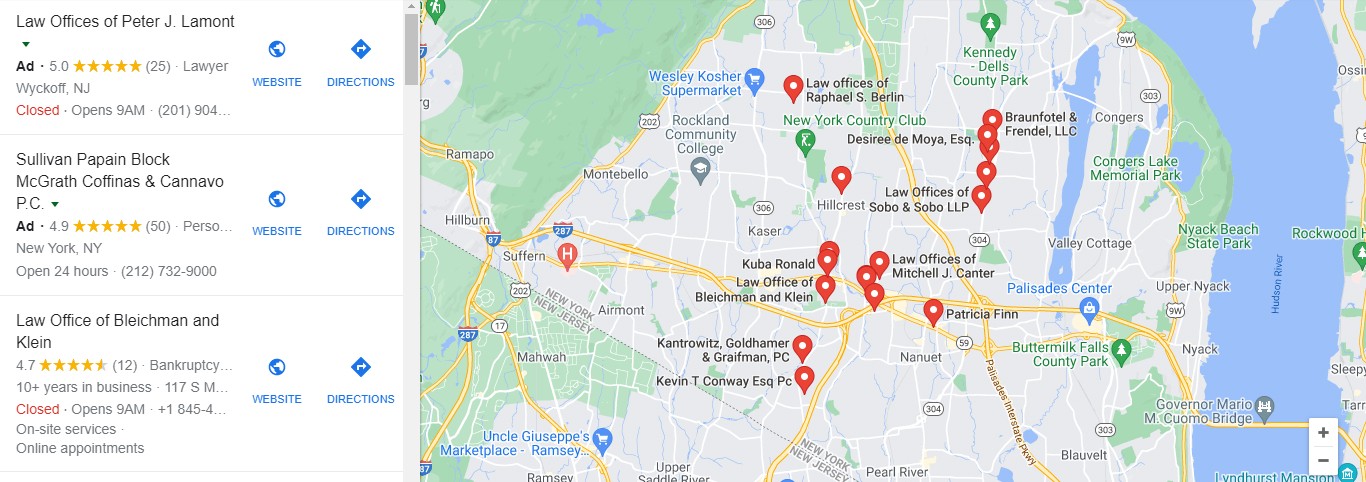 Law Offices of Peter J. Lamont
Ad · 5.0 (25) · Lawyer
Wyckoff, NJ
Closed · Opens 9AM · (201) 904...
WEBSITE
DIRECTIONS
Sullivan Papain Block
McGrath Coffinas & Cannavo
P.C.
Ad · 4.9 (50) · Perso...
New York, NY
Open 24 hours · (212) 732-9000
WEBSITE
DIRECTIONS
Law Office of Bleichman and
Klein
4.7 (12) · Bankruptcy...
10+ years in business · 117 S M...
Closed · Opens 9AM · +1 845-4...
On-site services ·
Online appointments
WEBSITE
DIRECTIONS
306
9W
Kennedy
- Dells
County Park
Wesley Kosher
Supermarket
Law offices of
Raphael S. Berlin
303
202
Rockland
Community
College
New York Country Club
Braunfotel &
Frendel, LLC
Congers
Desiree de Moya, Esq.
Ramapo
Montebello
Congers Lake
Memorial Park
Law Offices of
Sobo & Sobo LLP
Hillcrest
306
Hillburn
87
287
Kaser
304
Valley Cottage
Nyack Beach
State Park
Rockwood H
H
Suffern
Kuba Ronald
Law Offices of
Mitchell J. Canter
Hudson River
202
NEW YORK
NEW JERSEY
Law Office of
Bleichman and Klein
Palisades Center
Upper Nyack
Airmont
Patricia Finn
9W
17
287
Mahwah
Kantrowitz, Goldhamer
& Graifman, PC
59
Nanuet
Buttermilk Falls
County Park
Nyack
Kevin T Conway Esq Pc
Palisades Interstate Pkwy
Sleepy
304
Governor Mario
M. Cuomo Bridge
Tarr
303
Uncle Giuseppe's
Marketplace - Ramsey...
NEW YORK
NEW JERSEY
Blauvelt
87
Ramsey
Upper
Saddle River
Pearl River
Lyndhurst Mansion
+
−